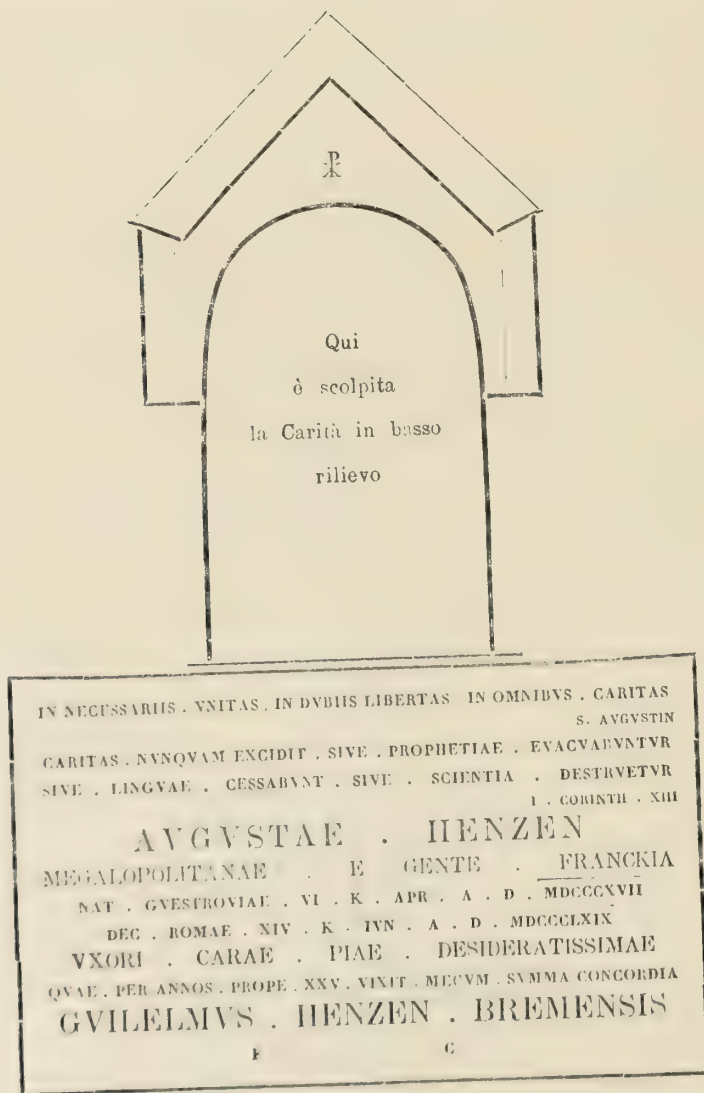 ☧
Qui
è scolpita
la Carità in basso
rilievo
IN NECESSARIIS . VNITAS . IN DVBIIS LIBERTAS IN OMNIBVS . CARITAS
S. AVGVSTIN
CARITAS . NVNQVAM EXCIDIT . SIVE . PROPHETIAE . EVACVABVNTVR
SIVE . LINGVAE . CESSABVNT . SIVE . SCIENTIA . DESTRVETVR
I . CORINTH . XIII
AVGVSTAE . HENZEN
MEGALOPOLITANAE . E GENTE . FRANCKIA
NAT . GVESTROVIAE . VI . K . APR . A . D . MDCCCXVII
DEC . ROMAE . XIV . K . IVN . A . D . MDCCCLXIX
VXORI . CARAE . PIAE . DESIDERATISSIMAE
QVAE . PER ANNOS . PROPE . XXV . VIXIT . MECVM . SVMMA CONCORDIA
GVILELMVS . HENZEN . BREMENSIS
F C